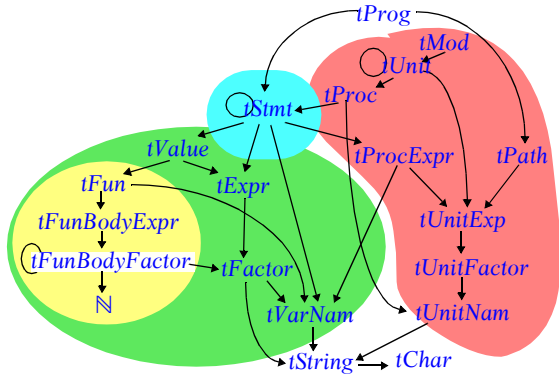 tProg
tMod
tUnit
tProc
tStmt
tValue
tProcExpr
tPath
tFun
tExpr
tFunBodyExpr
tUnitExp
tFunBodyFactor
tFactor
tUnitFactor
ℕ
tVarNam
tUnitNam
tString
tChar